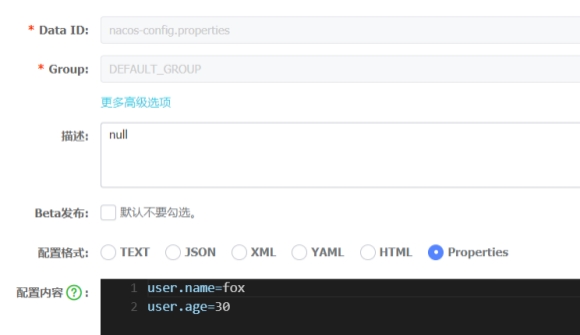 * Data ID: nacos-config.properties
* Group: DEFAULT_GROUP
更多高级选项
描述: null
Beta发布: 默认不要勾选。
配置格式: TEXT JSON XML YAML HTML Properties
配置内容 ? : 1 user.name=fox
2 user.age=30